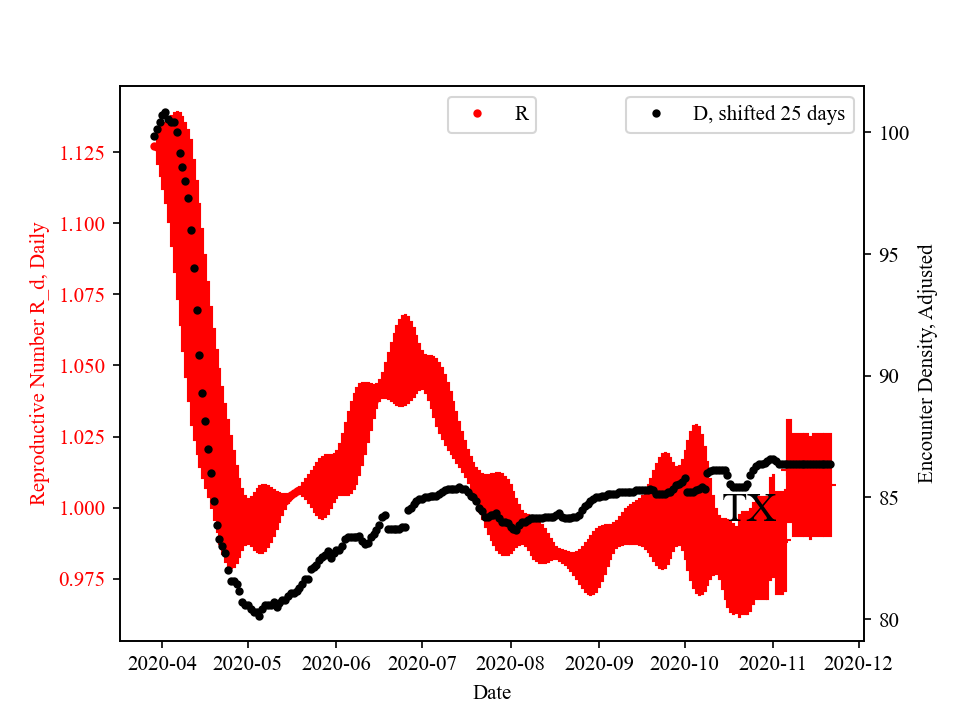 R
D, shifted 25 days
1.125
1.100
1.075
1.050
1.025
1.000
0.975
Reproductive Number R_d, Daily
100
95
90
85
80
Encounter Density, Adjusted
TX
2020-04 2020-05 2020-06 2020-07 2020-08 2020-09 2020-10 2020-11 2020-12
Date